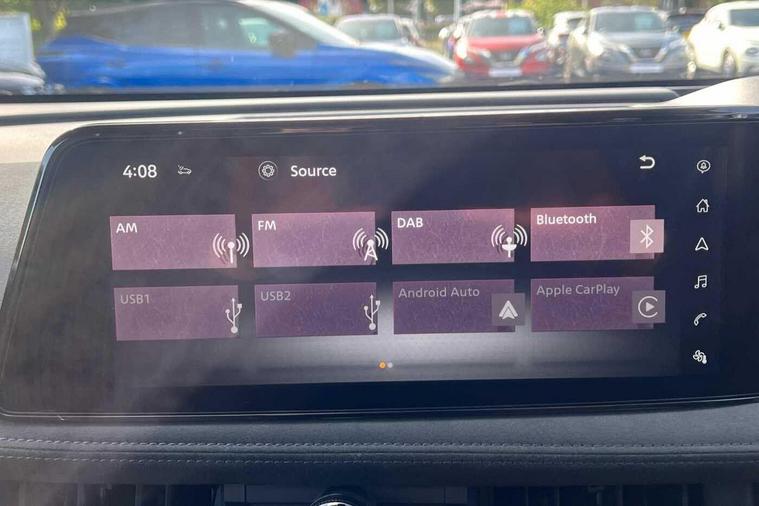 4:08
Source
AM
FM
DAB
Bluetooth
USB1
USB2
Android Auto
Apple CarPlay